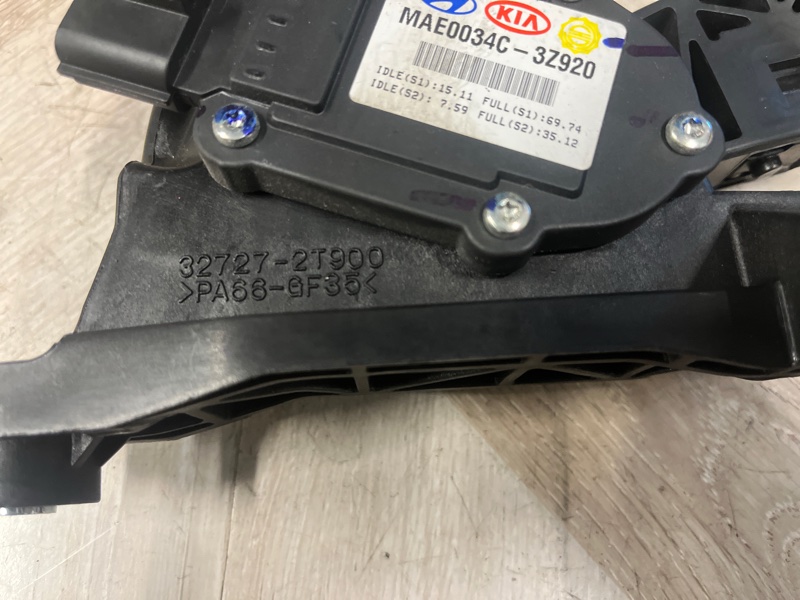 KIA
MAE0034C-3Z920
IDLE(S1):15.11 FULL(S1):69.74
IDLE(S2): 7.59 FULL(S2):35.12
32727-2T900
>PA66-GF35<